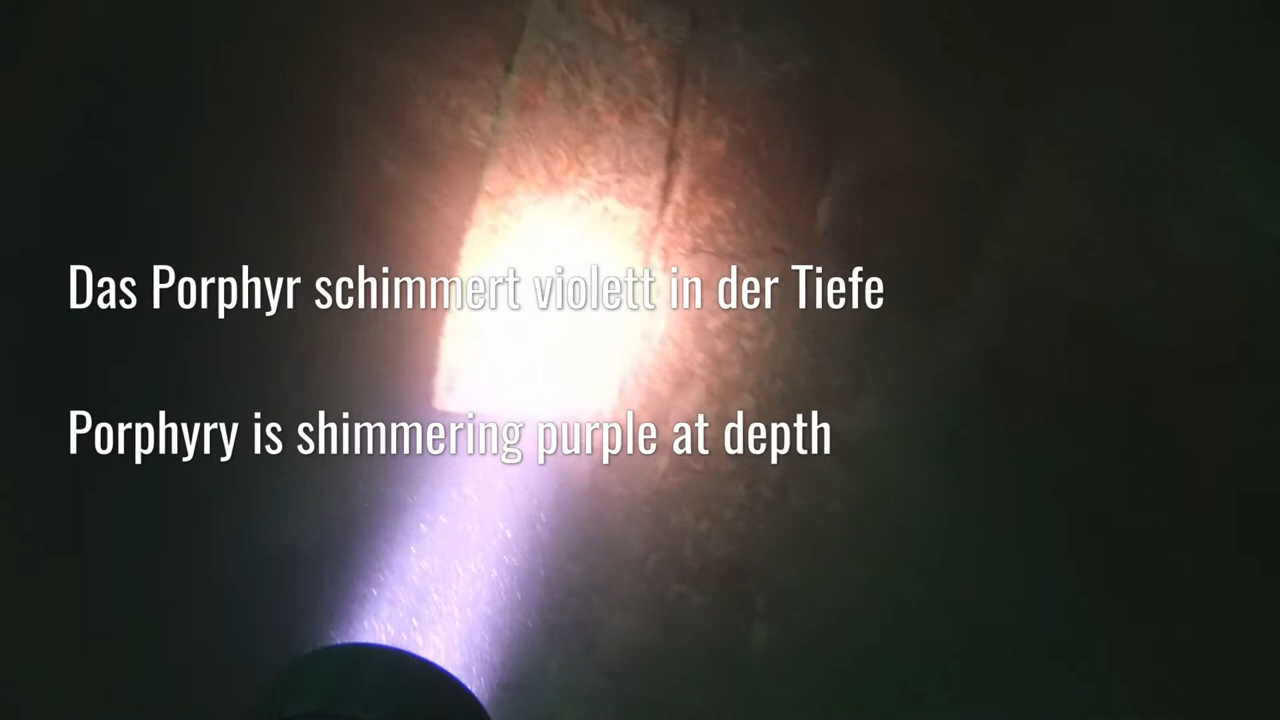 Das Porphyr schimmert violett in der Tiefe
Porphyry is shimmering purple at depth